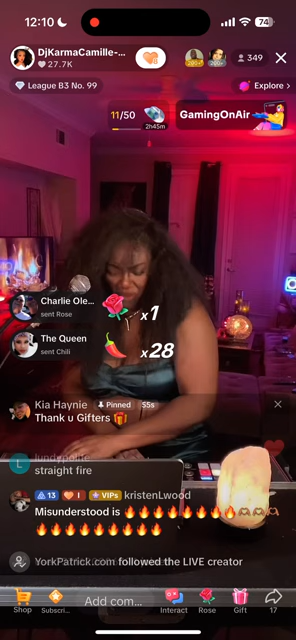 12:10
74
DjKarmaCamille-...
27.7K
200+
200+
349
League B3 No. 99
Explore >
11/50
2h45m
GamingOnAir
Charlie Ole...
sent Rose
x1
The Queen
sent Chili
x28
Kia Haynie
Pinned
55s
Thank u Gifters 🎁
L
straight fire
13
I
VIPs
kristenLwood
Misunderstood is 🔥🔥🔥🔥🔥🔥🔥🙏🏾🙏🏾🙏🏾
🔥🔥🔥🔥🔥🔥🔥🔥🔥
YorkPatrick.com followed the LIVE creator
Shop
Subscri...
Add com...
Interact
Rose
Gift
17